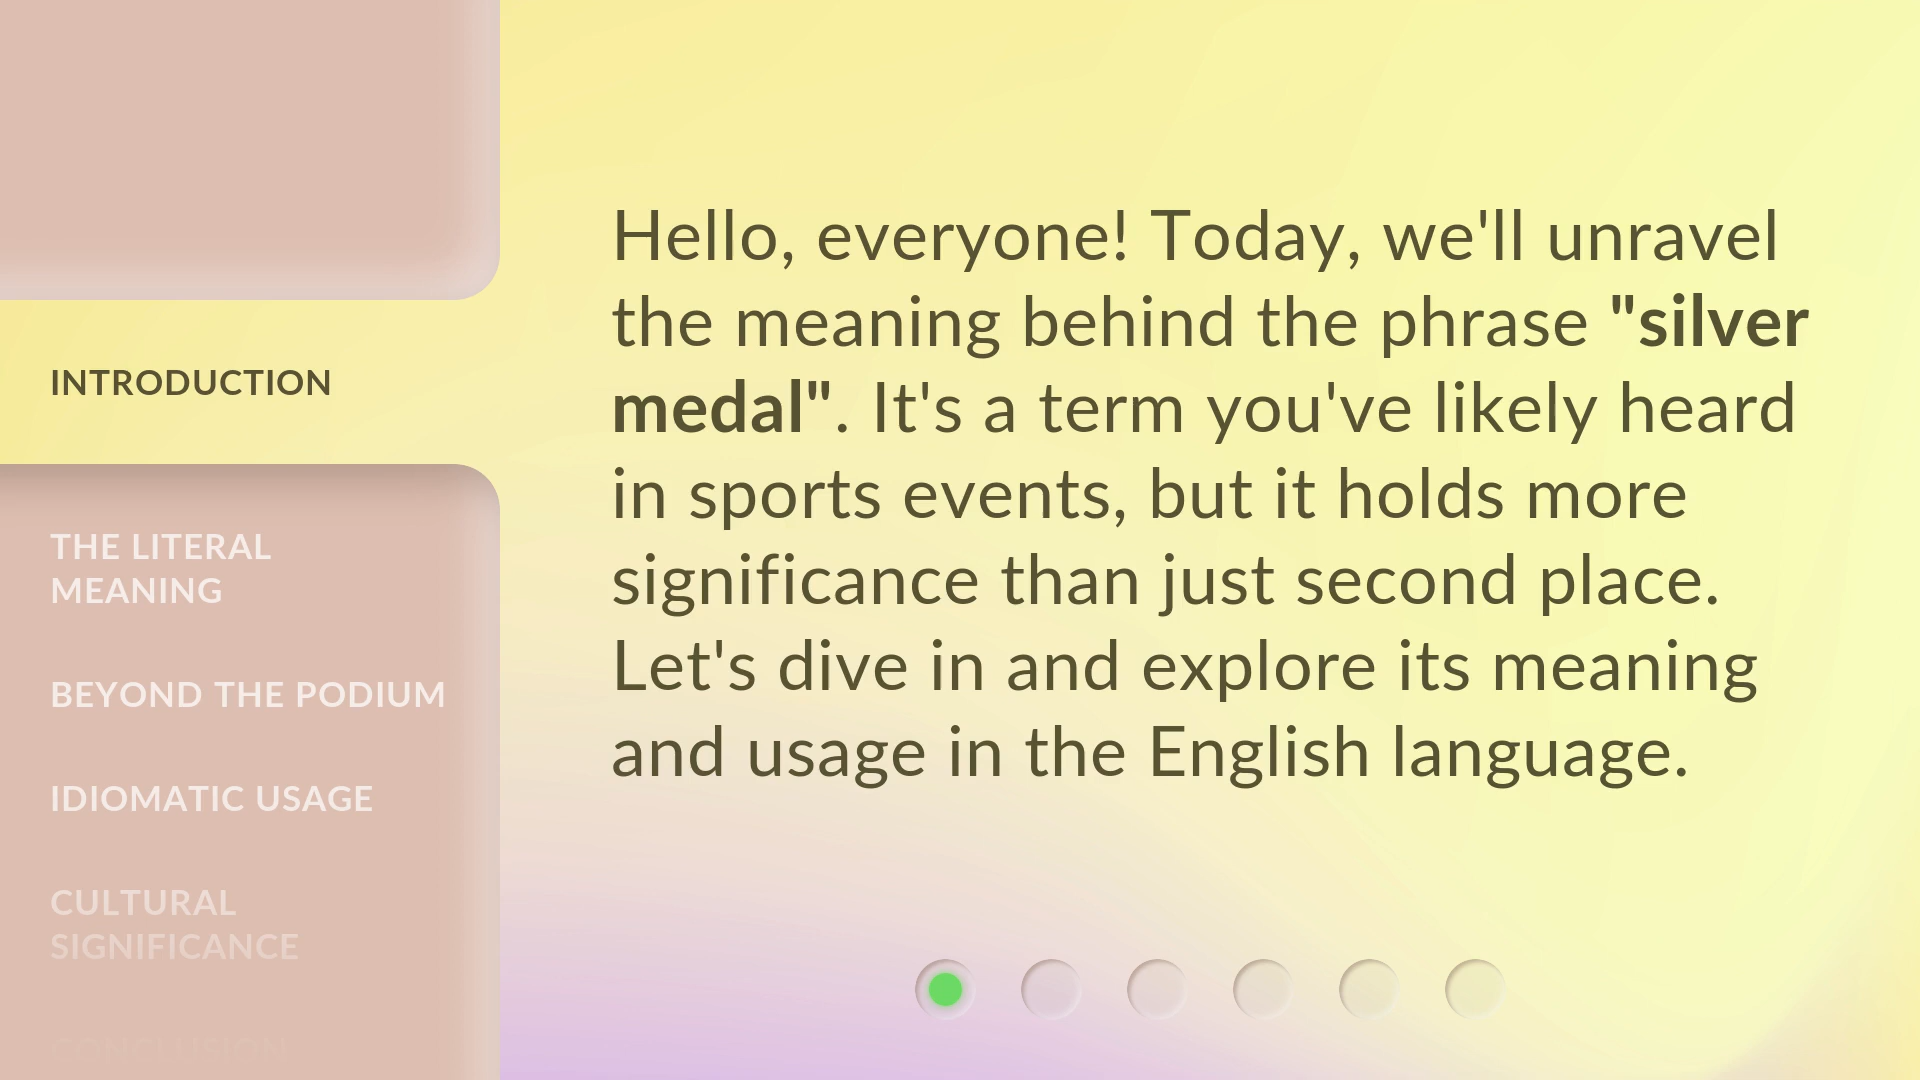 INTRODUCTION
THE LITERAL
MEANING
BEYOND THE PODIUM
IDIOMATIC USAGE
CULTURAL
SIGNIFICANCE
CONCLUSION
Hello, everyone! Today, we'll unravel
the meaning behind the phrase "silver
medal". It's a term you've likely heard
in sports events, but it holds more
significance than just second place.
Let's dive in and explore its meaning
and usage in the English language.